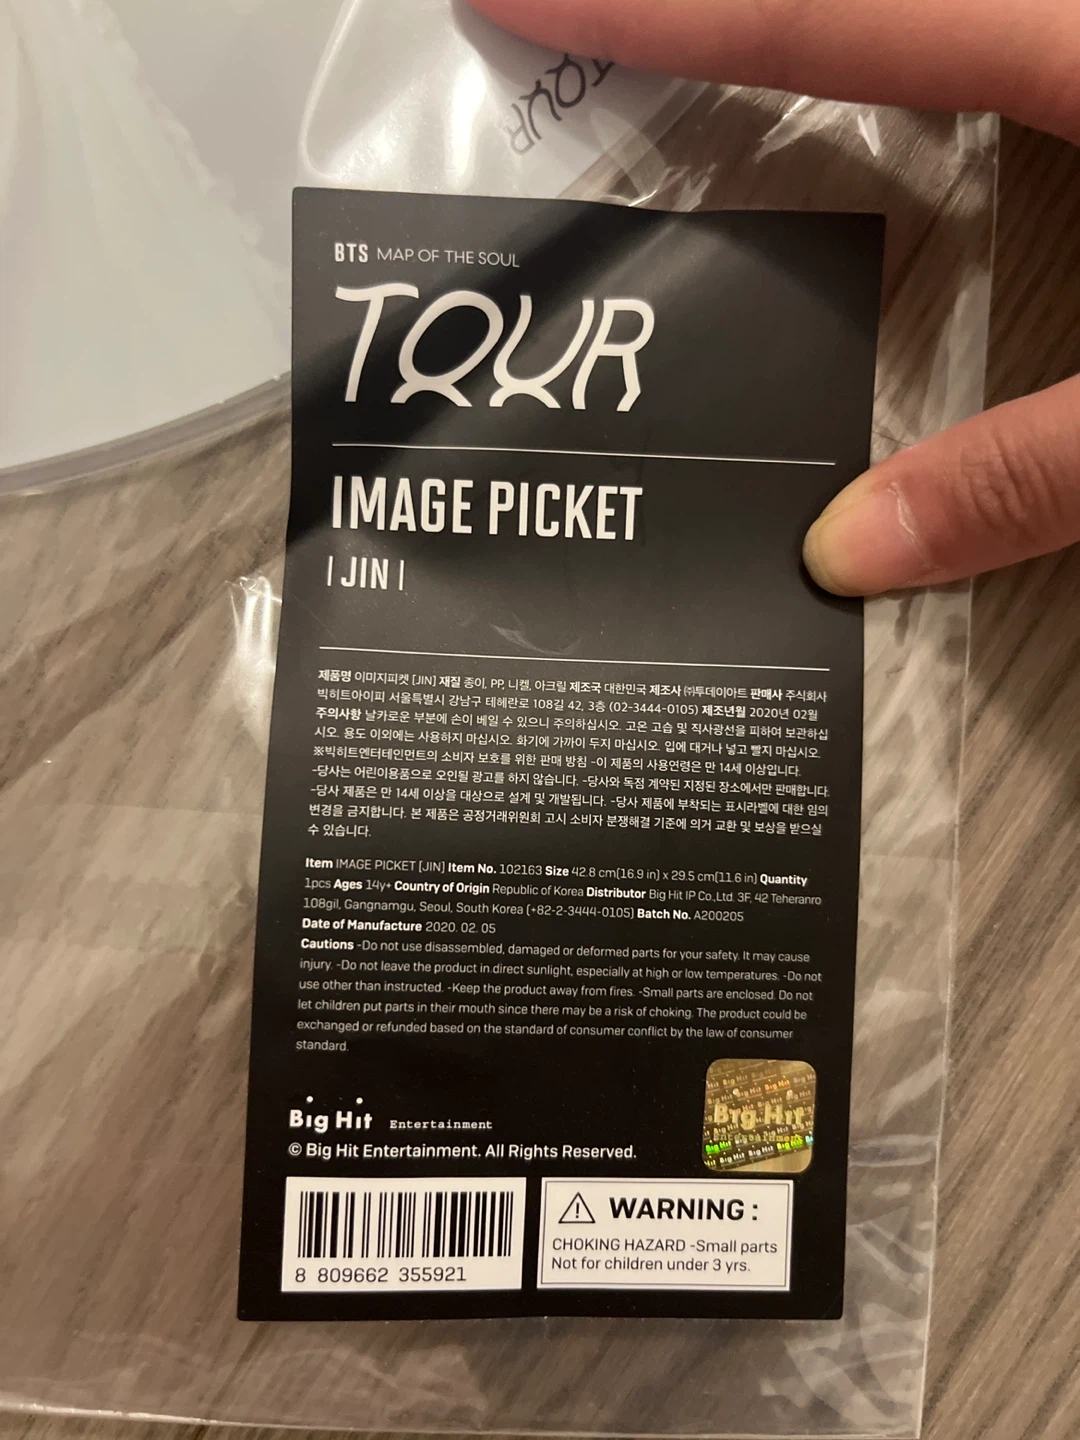 TOUR
BTS MAP OF THE SOUL
TOUR
IMAGE PICKET
| JIN |
제품명 이미지피켓 [JIN] 재질 종이, PP, 니켈, 아크릴 제조국 대한민국 제조사 ㈜투데이아트 판매사 주식회사
빅히트아이피 서울특별시 강남구 테헤란로 108길 42, 3층 (02-3444-0105) 제조년월 2020년 02월
주의사항 날카로운 부분에 손이 베일 수 있으니 주의하십시오. 고온 고습 및 직사광선을 피하여 보관하십
시오. 용도 이외에는 사용하지 마십시오. 화기에 가까이 두지 마십시오. 입에 대거나 넣고 빨지 마십시오.
※빅히트엔터테인먼트의 소비자 보호를 위한 판매 방침 -이 제품의 사용연령은 만 14세 이상입니다.
-당사는 어린이용품으로 오인될 광고를 하지 않습니다. -당사와 독점 계약된 지정된 장소에서만 판매합니다.
-당사 제품은 만 14세 이상을 대상으로 설계 및 개발됩니다. -당사 제품에 부착되는 표시라벨에 대한 임의
변경을 금지합니다. 본 제품은 공정거래위원회 고시 소비자 분쟁해결 기준에 의거 교환 및 보상을 받으실
수 있습니다.
Item IMAGE PICKET [JIN] Item No. 102163 Size 42.8 cm(16.9 in) x 29.5 cm(11.6 in) Quantity
1pcs Ages 14y+ Country of Origin Republic of Korea Distributor Big Hit IP Co.,Ltd. 3F, 42 Teheranro
108gil, Gangnamgu, Seoul, South Korea (+82-2-3444-0105) Batch No. A200205
Date of Manufacture 2020. 02. 05
Cautions -Do not use disassembled, damaged or deformed parts for your safety. It may cause
injury. -Do not leave the product in direct sunlight, especially at high or low temperatures. -Do not
use other than instructed. -Keep the product away from fires. -Small parts are enclosed. Do not
let children put parts in their mouth since there may be a risk of choking. The product could be
exchanged or refunded based on the standard of consumer conflict by the law of consumer
standard.
Big Hit
Entertainment
Big Hit Entertainment
© Big Hit Entertainment. All Rights Reserved.
8 809662 355921
WARNING :
CHOKING HAZARD -Small parts
Not for children under 3 yrs.